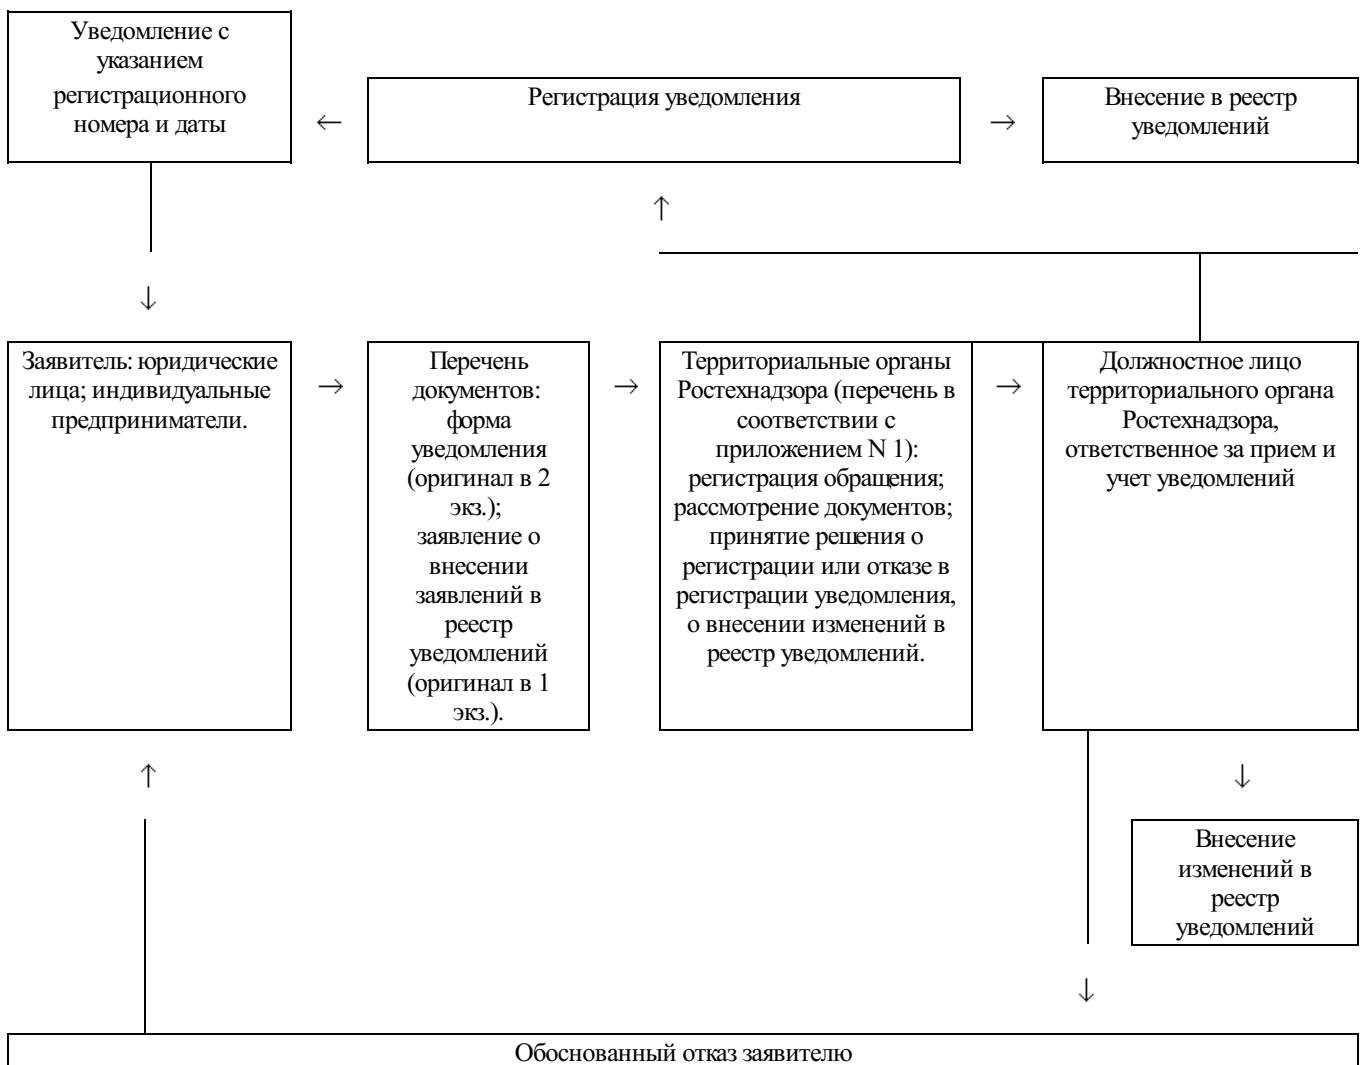 Уведомление с
указанием
регистрационного
номера и даты
←
Регистрация уведомления
→
Внесение в реестр
уведомлений
↑
↓
Заявитель: юридические
лица; индивидуальные
предприниматели.
→
Перечень
документов:
форма
уведомления
(оригинал в 2
экз.);
заявление о
внесении
заявлений в
реестр
уведомлений
(оригинал в 1
экз.).
→
Территориальные органы
Ростехнадзора (перечень в
соответствии с
приложением N 1):
регистрация обращения;
рассмотрение документов;
принятие решения о
регистрации или отказе в
регистрации уведомления,
о внесении изменений в
реестр уведомлений.
→
Должностное лицо
территориального органа
Ростехнадзора,
ответственное за прием и
учет уведомлений
↑
↓
Внесение
изменений в
реестр
уведомлений
↓
Обоснованный отказ заявителю